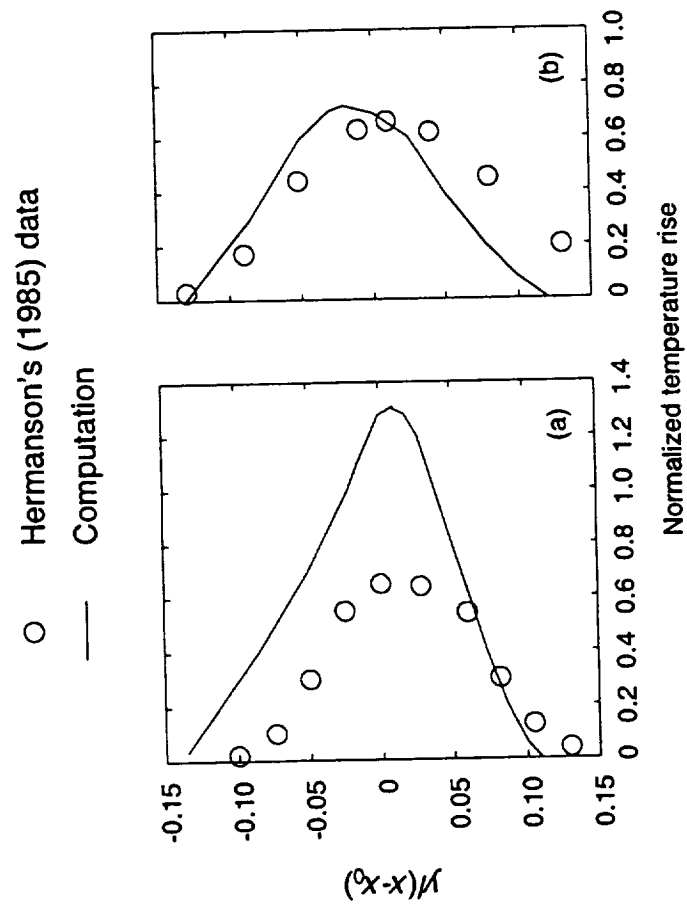 Hermanson's (1985) data
Computation
y/(x-x₀)
-0.15
-0.10
-0.05
0
0.05
0.10
0.15
(a)
(b)
0 0.2 0.4 0.6 0.8 1.0 1.2 1.4
0 0.2 0.4 0.6 0.8 1.0
Normalized temperature rise